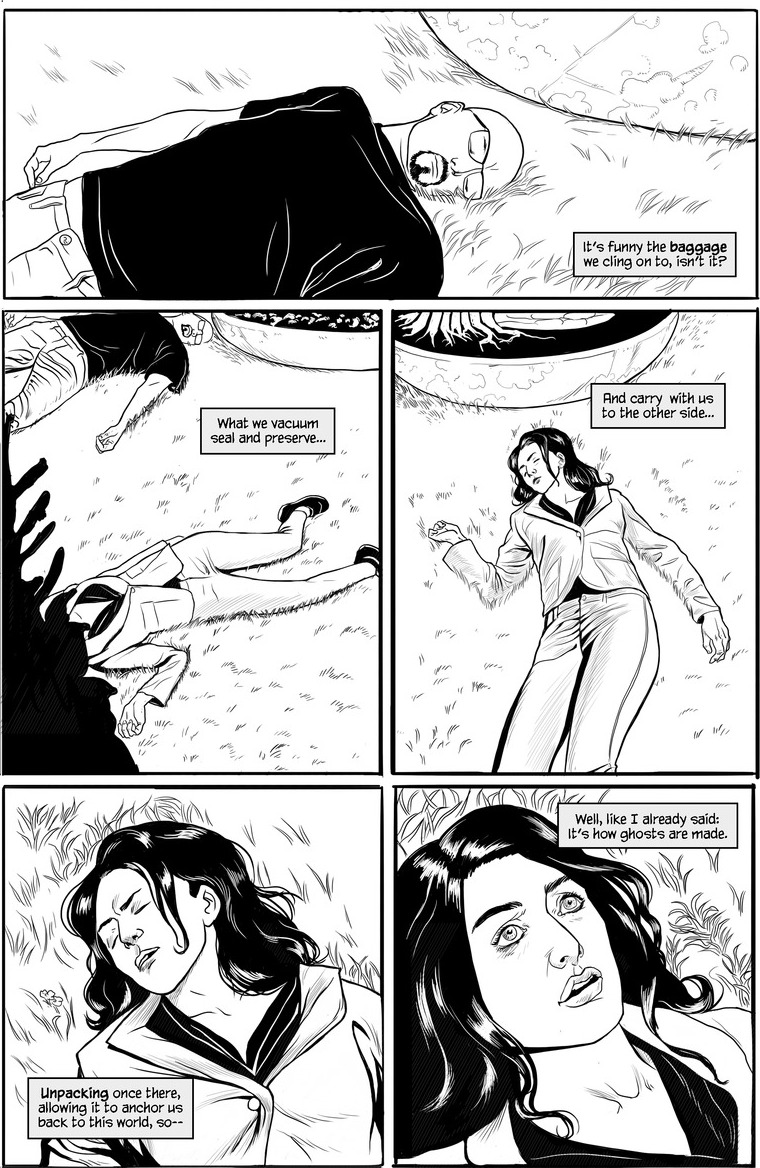 It's funny the baggage
we cling on to, isn't it?
What we vacuum
seal and preserve...
And carry with us
to the other side...
Unpacking once there,
allowing it to anchor us
back to this world, so--
Well, like I already said:
It's how ghosts are made.